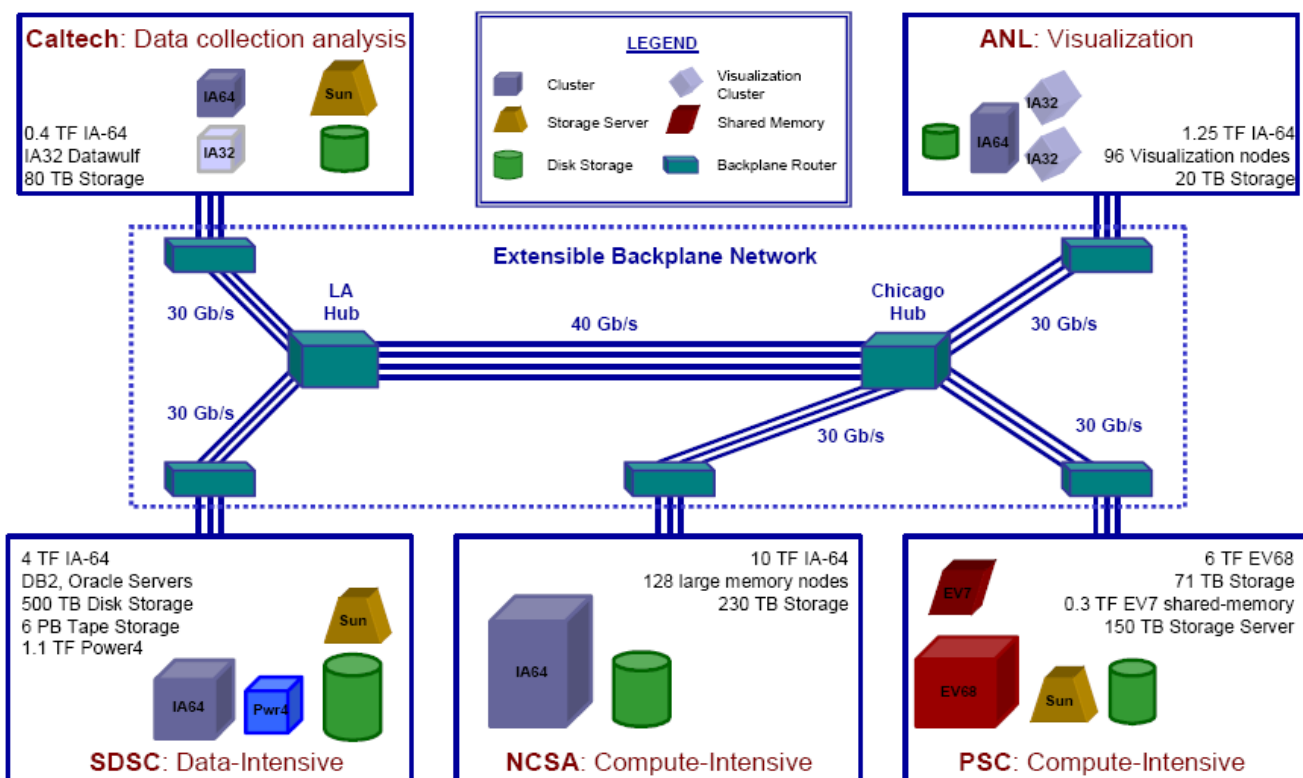 Caltech: Data collection analysis
IA64
Sun
IA32
0.4 TF IA-64
IA32 Datawulf
80 TB Storage
LEGEND
Cluster
Visualization
Cluster
Storage Server
Shared Memory
Disk Storage
Backplane Router
ANL: Visualization
IA32
IA64
IA32
1.25 TF IA-64
96 Visualization nodes
20 TB Storage
Extensible Backplane Network
30 Gb/s
LA
Hub
40 Gb/s
Chicago
Hub
30 Gb/s
30 Gb/s
30 Gb/s
30 Gb/s
4 TF IA-64
DB2, Oracle Servers
500 TB Disk Storage
6 PB Tape Storage
1.1 TF Power4
Sun
IA64
Pwr4
SDSC: Data-Intensive
10 TF IA-64
128 large memory nodes
230 TB Storage
IA64
NCSA: Compute-Intensive
6 TF EV68
71 TB Storage
0.3 TF EV7 shared-memory
150 TB Storage Server
EV7
EV68
Sun
PSC: Compute-Intensive